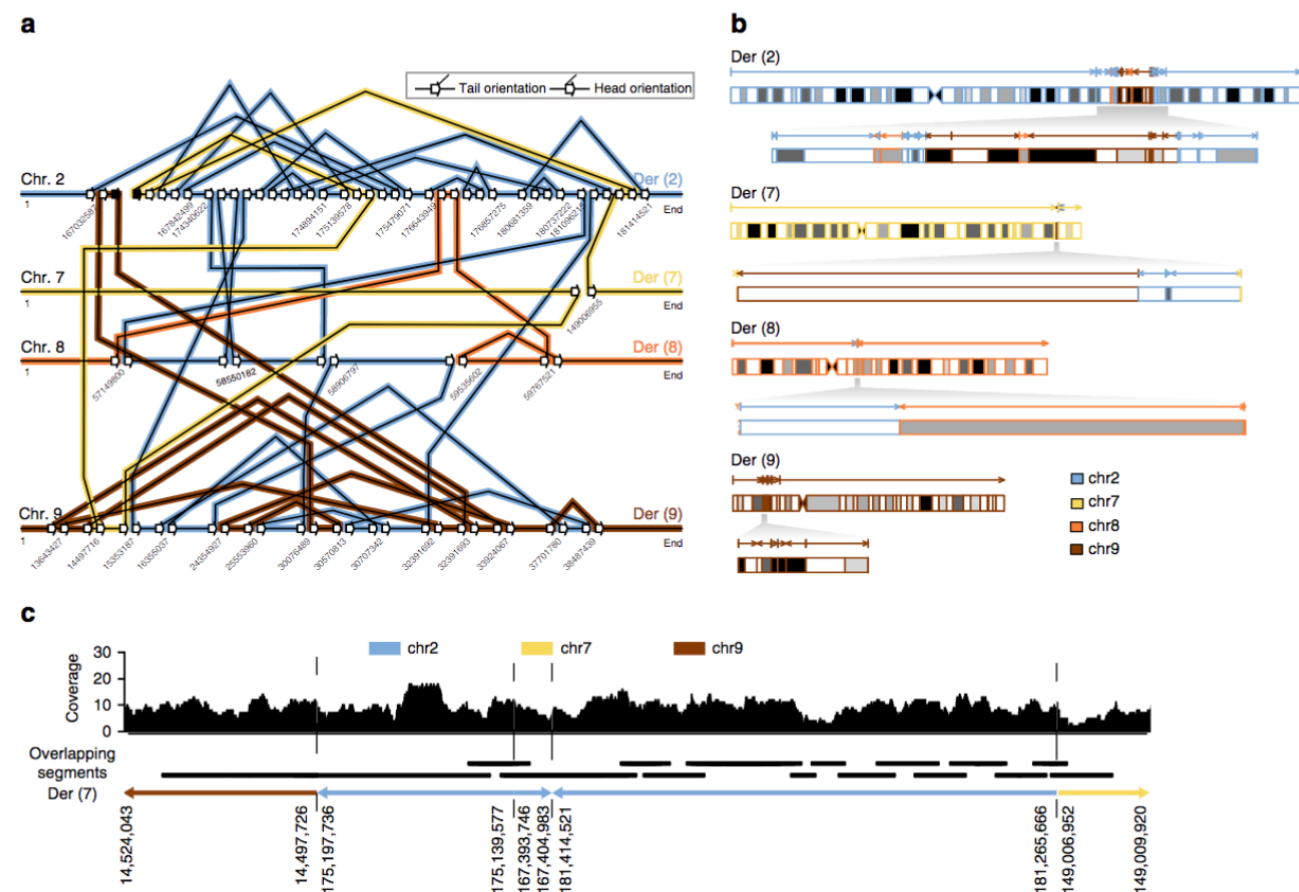 a
Tail orientation
Head orientation
Chr. 2
Der (2)
1
End
167032587
167842499
174340622
174894151
175139578
175479071
176643949
176857275
180681359
180737222
181096215
181414521
Chr. 7
Der (7)
1
End
149006955
Chr. 8
Der (8)
1
End
57149800
58550182
58906797
59535602
59767521
Chr. 9
Der (9)
1
End
13643427
14497716
15353187
16355037
24354927
25553960
30076489
30570813
30707342
32391692
32391693
33924067
37701780
38487439
b
Der (2)
Der (7)
Der (8)
Der (9)
chr2
chr7
chr8
chr9
c
chr2
chr7
chr9
Coverage
30
20
10
0
Overlapping
segments
Der (7)
14,524,043
14,497,726
175,197,736
175,139,577
167,393,746
167,404,983
181,414,521
181,265,666
149,006,952
149,009,920